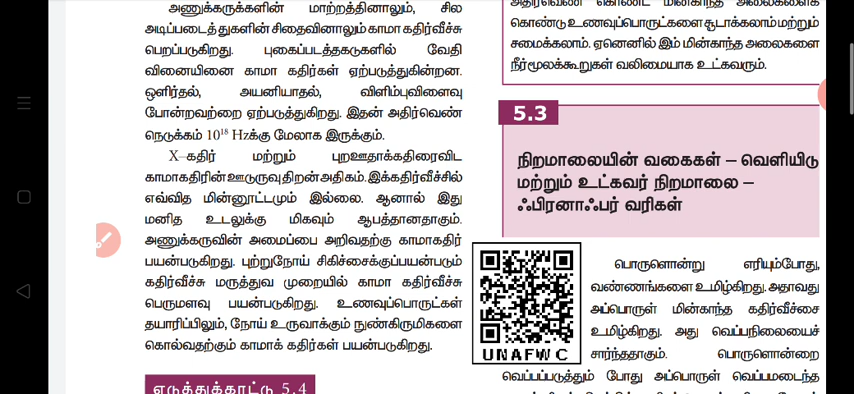 அணுக்கருக்களின் மாற்றத்தினாலும், சில
அடிப்படைத் துகள்களின் சிதைவினாலும் காமா கதிர்வீச்சு
பெறப்படுகிறது. புகைப்படத்தகடுகளில் வேதி
வினையினை காமா கதிர்கள் ஏற்படுத்துகின்றன.
ஒளிர்தல், அயனியாதல், விளிம்புவிளைவு
போன்றவற்றை ஏற்படுத்துகிறது. இதன் அதிர்வெண்
நெடுக்கம் 10¹⁸ Hzக்கு மேலாக இருக்கும்.
X–கதிர் மற்றும் புறஊதாக்கதிரைவிட
காமாகதிரின் ஊடுருவு திறன் அதிகம். இக்கதிர்வீச்சில்
எவ்வித மின்னூட்டமும் இல்லை. ஆனால் இது
மனித உடலுக்கு மிகவும் ஆபத்தானதாகும்.
அணுக்கருவின் அமைப்பை அறிவதற்கு காமாகதிர்
பயன்படுகிறது. புற்றுநோய் சிகிச்சைக்குப்பயன்படும்
கதிர்வீச்சு மருத்துவ முறையில் காமா கதிர்வீச்சு
பெருமளவு பயன்படுகிறது. உணவுப்பொருட்கள்
தயாரிப்பிலும், நோய் உருவாக்கும் நுண்கிருமிகளை
கொல்வதற்கும் காமாக் கதிர்கள் பயன்படுகிறது.
எடுத்துக்காட்டு 5.4
அதிர்வெண் கொண்ட மின்காந்த அலைகளைக்
கொண்டு உணவுப்பொருட்களை சூடாக்கலாம் மற்றும்
சமைக்கலாம். ஏனெனில் இம் மின்காந்த அலைகளை
நீர்மூலக்கூறுகள் வலிமையாக உட்கவரும்.
5.3
நிறமாலையின் வகைகள் – வெளியிடு
மற்றும் உட்கவர் நிறமாலை –
ஃபிரனாஃபர் வரிகள்
UNAFWC
பொருளொன்று எரியும்போது,
வண்ணங்களை உமிழ்கிறது. அதாவது
அப்பொருள் மின்காந்த கதிர்வீச்சை
உமிழ்கிறது. அது வெப்பநிலையைச்
சார்ந்ததாகும். பொருளொன்றை
வெப்பப்படுத்தும் போது அப்பொருள் வெப்பமடைந்த